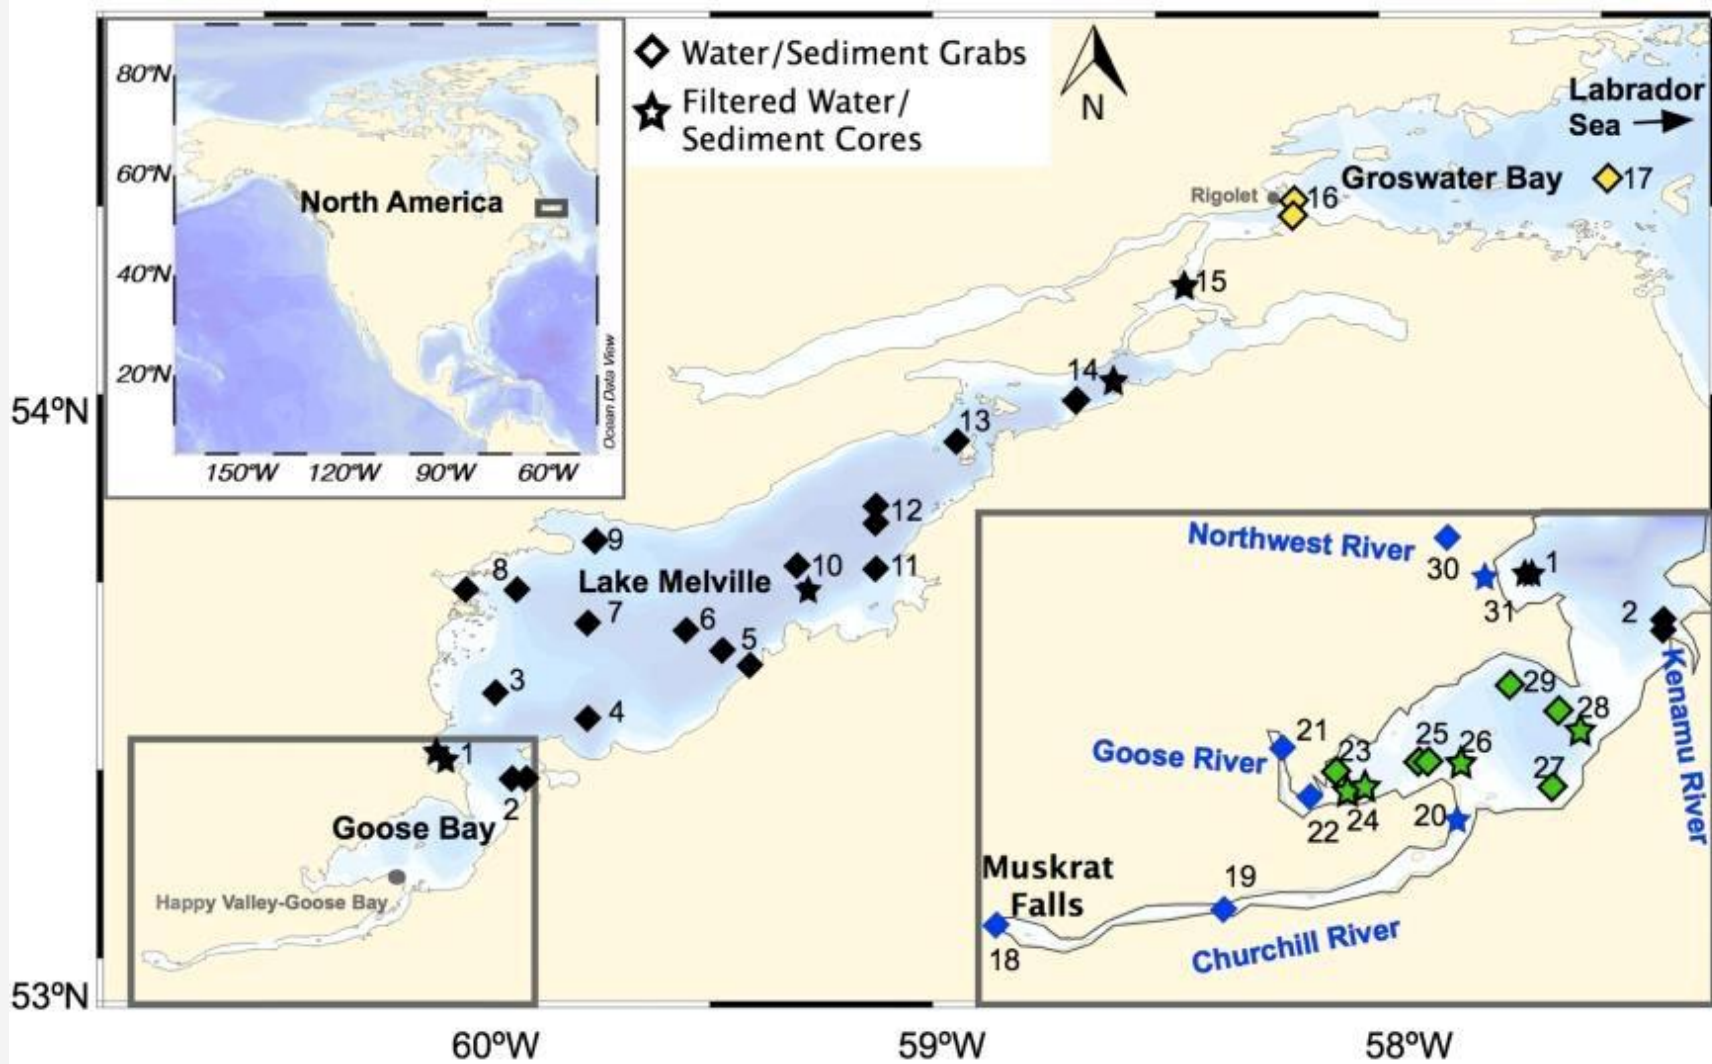 80°N
60°N
40°N
20°N
150°W 120°W 90°W 60°W
North America
Ocean Data View
Water/Sediment Grabs
Filtered Water/
Sediment Cores
N
Labrador
Sea
Groswater Bay
17
Rigolet
16
15
14
13
12
11
10
9
8
Lake Melville
7
6
5
3
4
1
2
Goose Bay
Happy Valley-Goose Bay
54°N
53°N
60°W 59°W 58°W
Northwest River
30
31
1
2
Kenamu River
29
28
21
Goose River
23
25
26
27
22
24
20
Muskrat
Falls
19
18
Churchill River